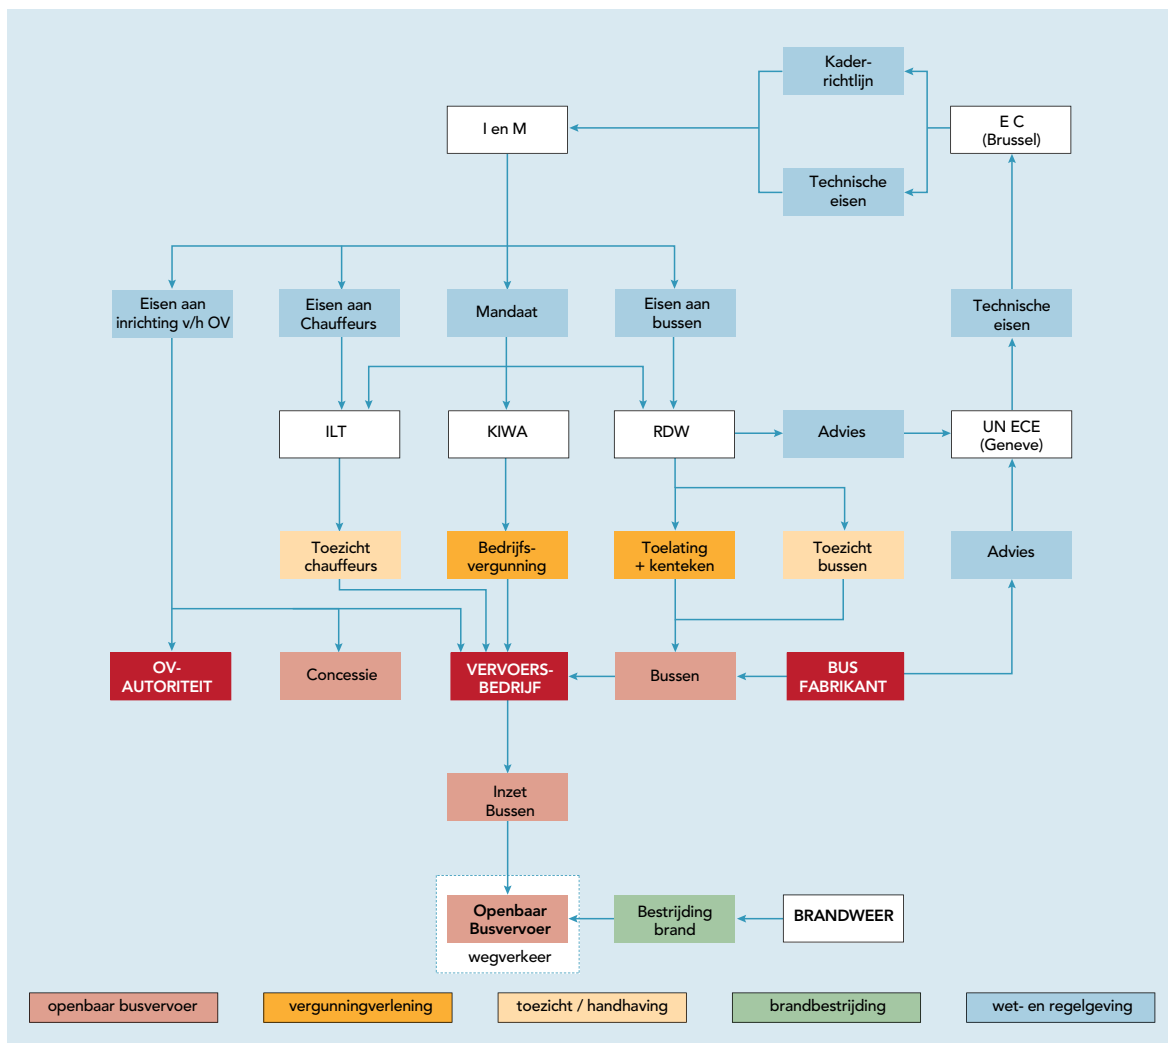 Kader-
richtlijn
I en M
E C
(Brussel)
Technische
eisen
Eisen aan
inrichting v/h OV
Eisen aan
Chauffeurs
Mandaat
Eisen aan
bussen
Technische
eisen
ILT
KIWA
RDW
Advies
UN ECE
(Geneve)
Toezicht
chauffeurs
Bedrijfs-
vergunning
Toelating
+ kenteken
Toezicht
bussen
Advies
OV-
AUTORITEIT
Concessie
VERVOERS-
BEDRIJF
Bussen
BUS
FABRIKANT
Inzet
Bussen
Openbaar
Busvervoer
wegverkeer
Bestrijding
brand
BRANDWEER
openbaar busvervoer
vergunningverlening
toezicht / handhaving
brandbestrijding
wet- en regelgeving